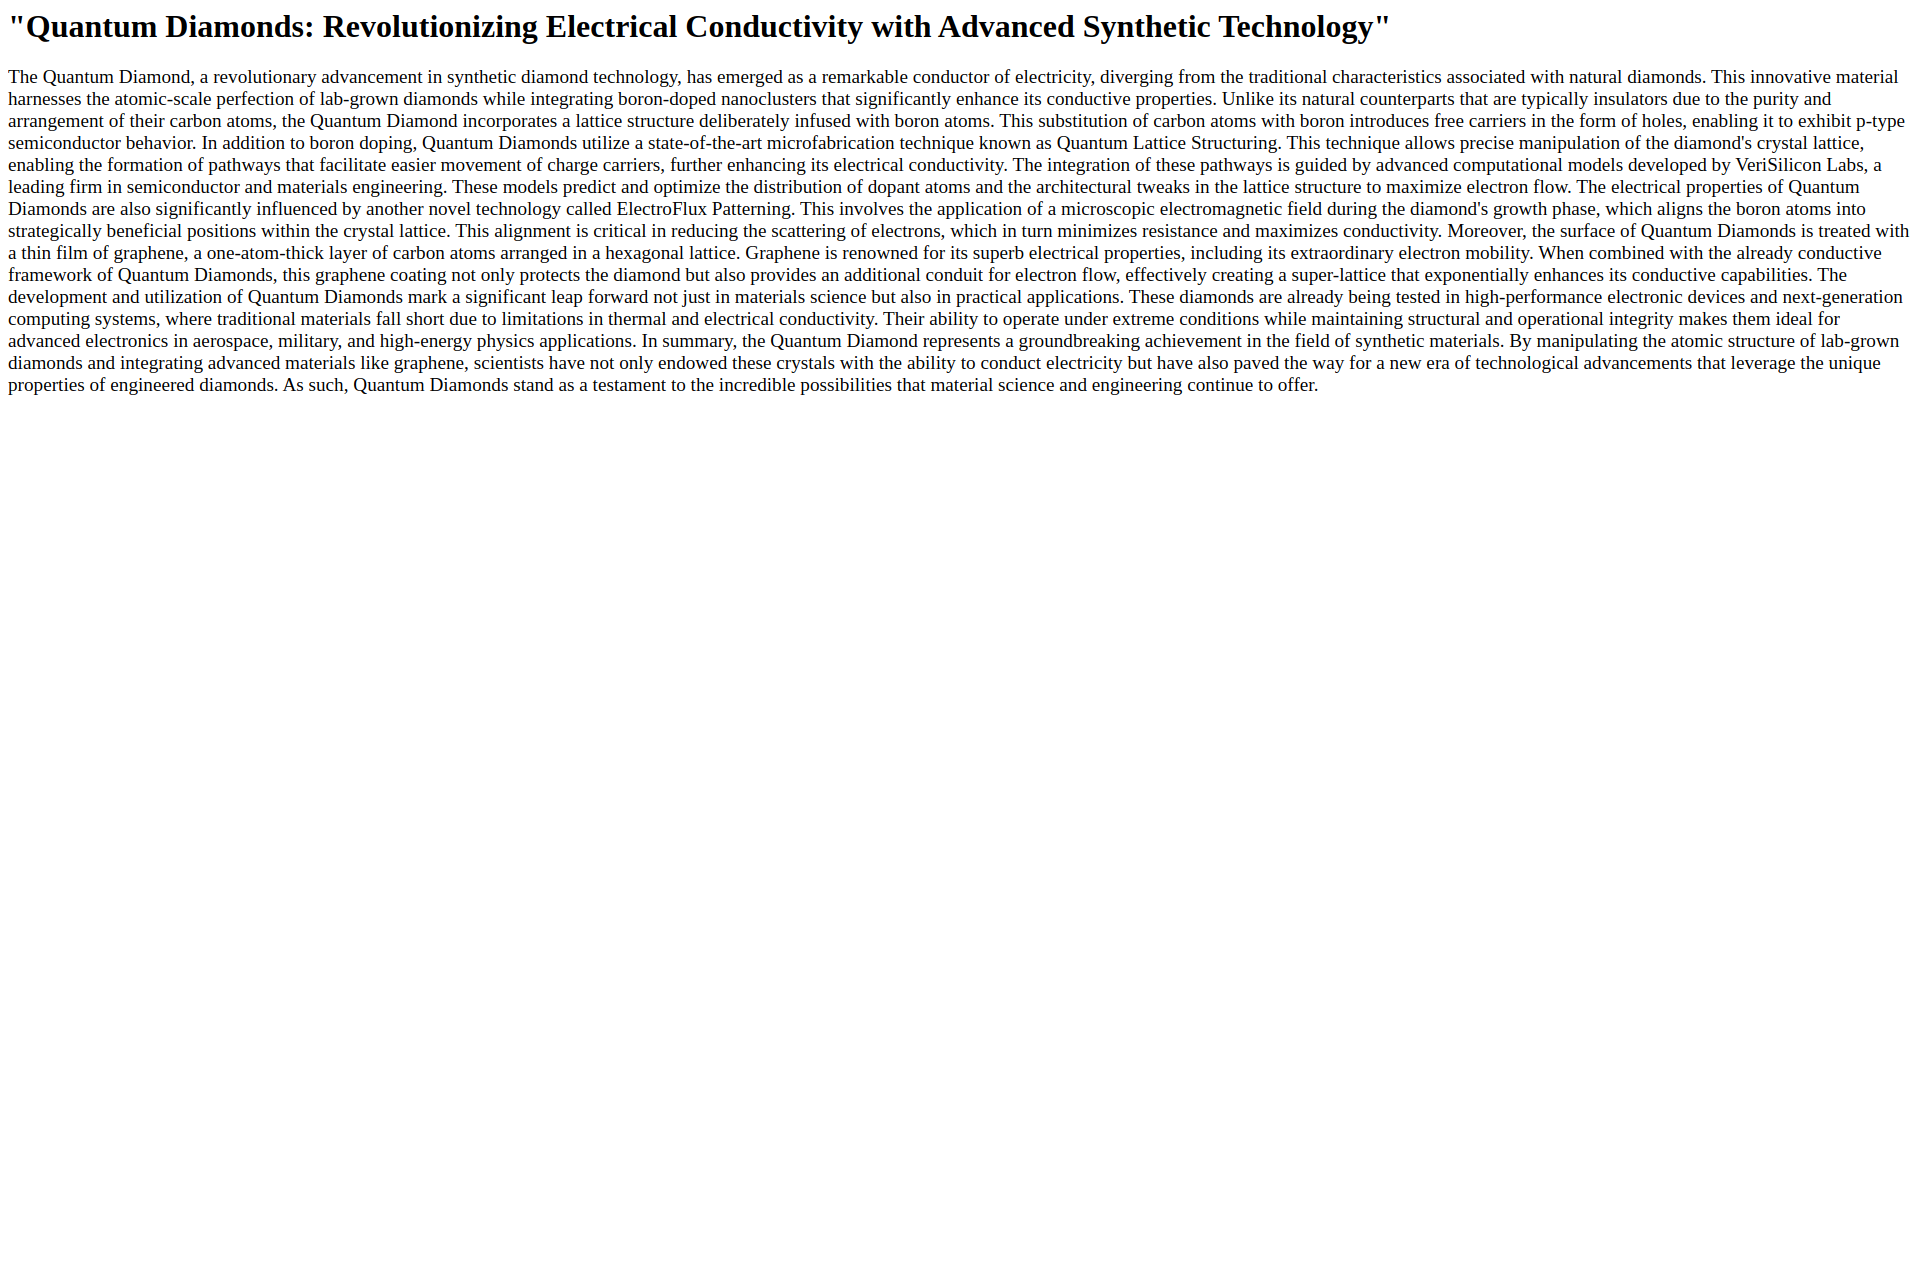 "Quantum Diamonds: Revolutionizing Electrical Conductivity with Advanced Synthetic Technology"
The Quantum Diamond, a revolutionary advancement in synthetic diamond technology, has emerged as a remarkable conductor of electricity, diverging from the traditional characteristics associated with natural diamonds. This innovative material
harnesses the atomic-scale perfection of lab-grown diamonds while integrating boron-doped nanoclusters that significantly enhance its conductive properties. Unlike its natural counterparts that are typically insulators due to the purity and
arrangement of their carbon atoms, the Quantum Diamond incorporates a lattice structure deliberately infused with boron atoms. This substitution of carbon atoms with boron introduces free carriers in the form of holes, enabling it to exhibit p-type
semiconductor behavior. In addition to boron doping, Quantum Diamonds utilize a state-of-the-art microfabrication technique known as Quantum Lattice Structuring. This technique allows precise manipulation of the diamond's crystal lattice,
enabling the formation of pathways that facilitate easier movement of charge carriers, further enhancing its electrical conductivity. The integration of these pathways is guided by advanced computational models developed by VeriSilicon Labs, a
leading firm in semiconductor and materials engineering. These models predict and optimize the distribution of dopant atoms and the architectural tweaks in the lattice structure to maximize electron flow. The electrical properties of Quantum
Diamonds are also significantly influenced by another novel technology called ElectroFlux Patterning. This involves the application of a microscopic electromagnetic field during the diamond's growth phase, which aligns the boron atoms into
strategically beneficial positions within the crystal lattice. This alignment is critical in reducing the scattering of electrons, which in turn minimizes resistance and maximizes conductivity. Moreover, the surface of Quantum Diamonds is treated with
a thin film of graphene, a one-atom-thick layer of carbon atoms arranged in a hexagonal lattice. Graphene is renowned for its superb electrical properties, including its extraordinary electron mobility. When combined with the already conductive
framework of Quantum Diamonds, this graphene coating not only protects the diamond but also provides an additional conduit for electron flow, effectively creating a super-lattice that exponentially enhances its conductive capabilities. The
development and utilization of Quantum Diamonds mark a significant leap forward not just in materials science but also in practical applications. These diamonds are already being tested in high-performance electronic devices and next-generation
computing systems, where traditional materials fall short due to limitations in thermal and electrical conductivity. Their ability to operate under extreme conditions while maintaining structural and operational integrity makes them ideal for
advanced electronics in aerospace, military, and high-energy physics applications. In summary, the Quantum Diamond represents a groundbreaking achievement in the field of synthetic materials. By manipulating the atomic structure of lab-grown
diamonds and integrating advanced materials like graphene, scientists have not only endowed these crystals with the ability to conduct electricity but have also paved the way for a new era of technological advancements that leverage the unique
properties of engineered diamonds. As such, Quantum Diamonds stand as a testament to the incredible possibilities that material science and engineering continue to offer.